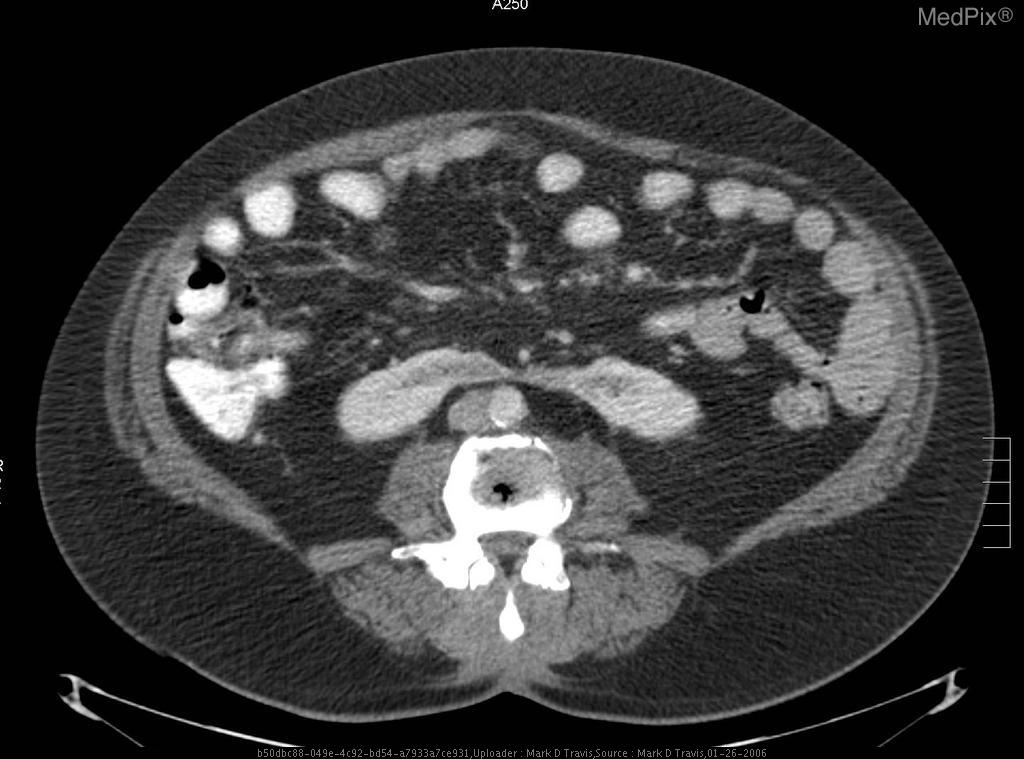 A250
MedPix®
b50dbc88-049e-4c92-bd54-a7933a7ce931,Uploader : Mark D Travis,Source : Mark D Travis,01-26-2006